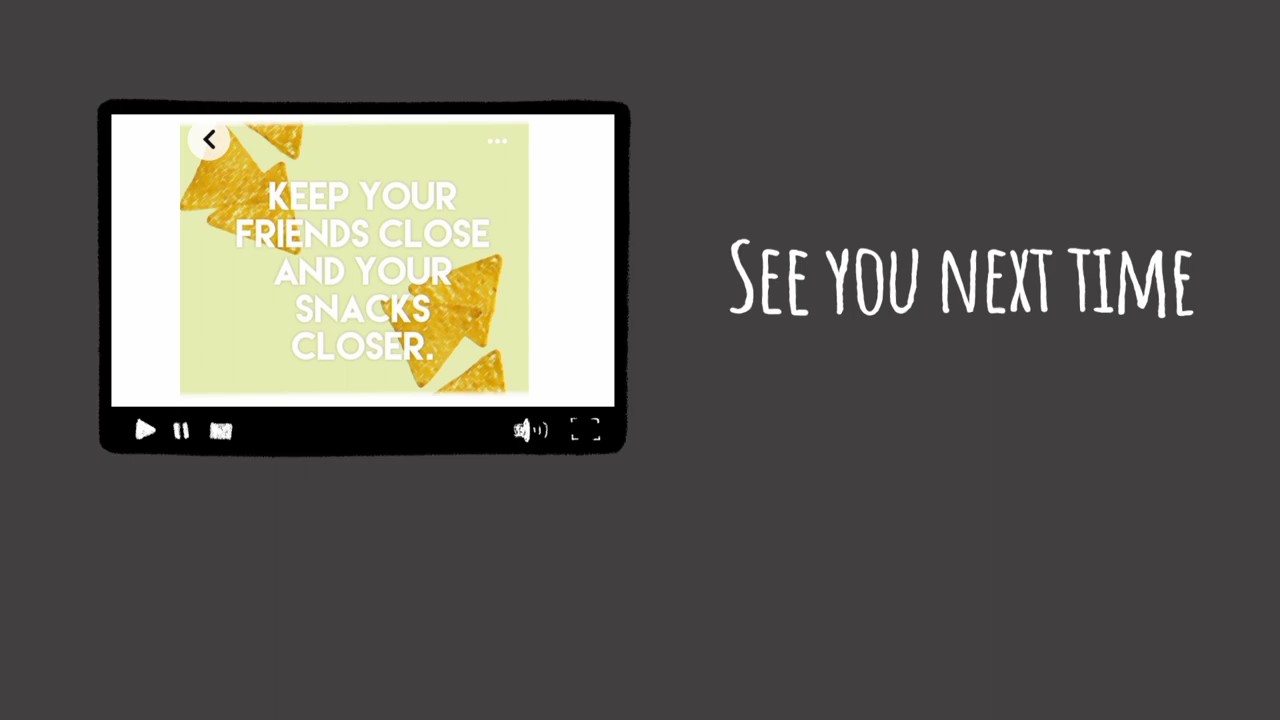 KEEP YOUR
FRIENDS CLOSE
AND YOUR
SNACKS
CLOSER.
SEE YOU NEXT TIME